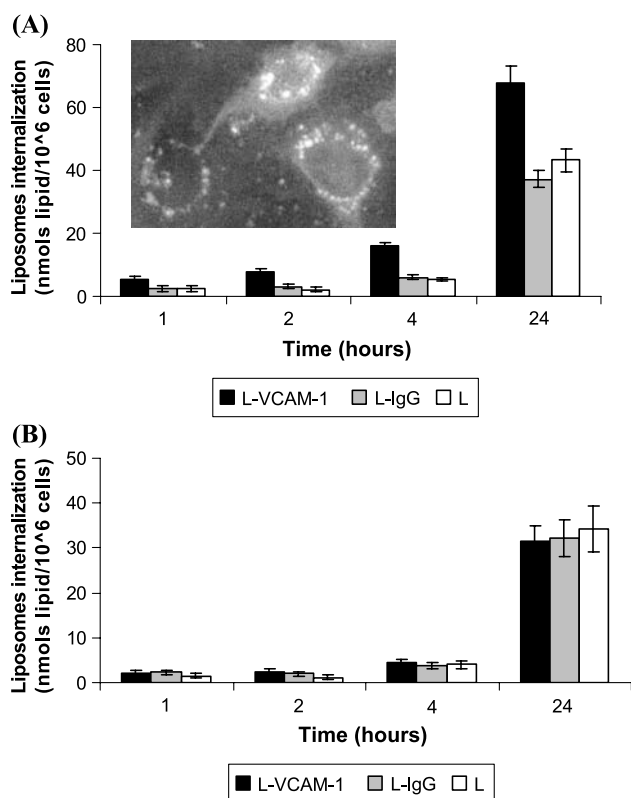 (A)
Liposomes internalization
(nmols lipid/10^6 cells)
80
60
40
20
0
1 2 4 24
Time (hours)
L-VCAM-1 L-IgG L
(B)
Liposomes internalization
(nmols lipid/10^6 cells)
50
40
30
20
10
0
1 2 4 24
Time (hours)
L-VCAM-1 L-IgG L